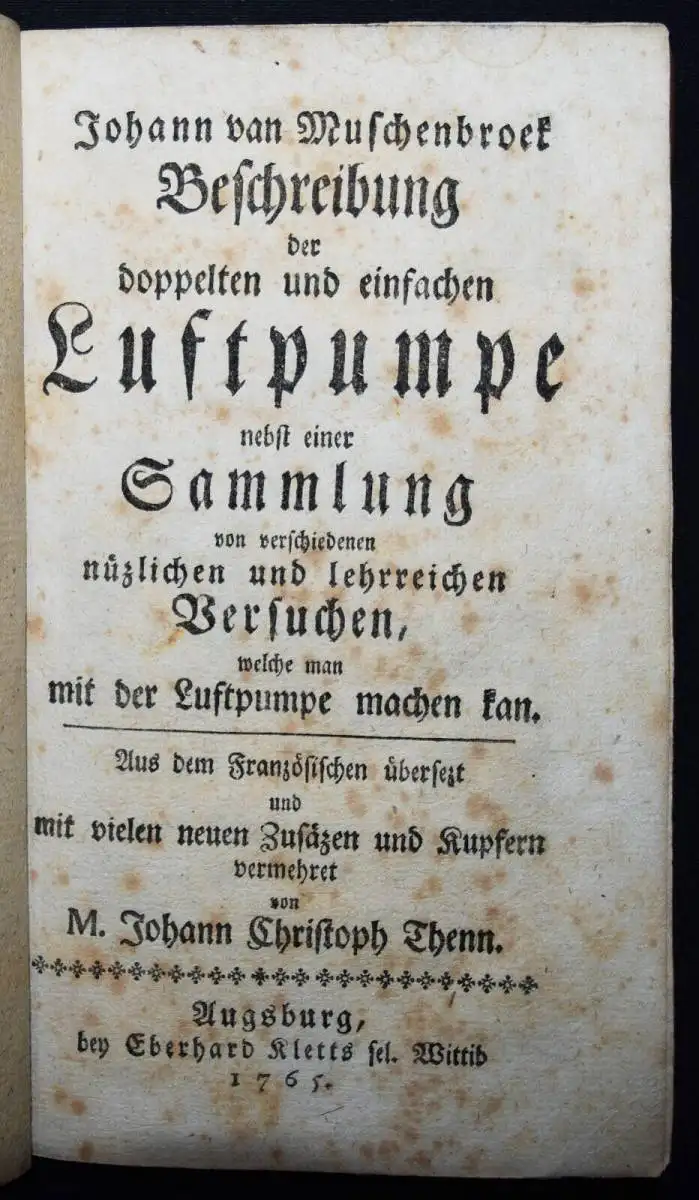 Johann van Muſchenbroek
Beſchreibung
der
doppelten und einfachen
Luftpumpe
nebſt einer
Sammlung
von verſchiedenen
nüzlichen und lehrreichen
Verſuchen,
welche man
mit der Luftpumpe machen kan.
Aus dem Franzöſiſchen überſezt
und
mit vielen neuen Zuſäzen und Kupfern
vermehret
von
M. Johann Chriſtoph Thenn.
Augsburg,
bey Eberhard Kletts ſel. Wittib
1765.